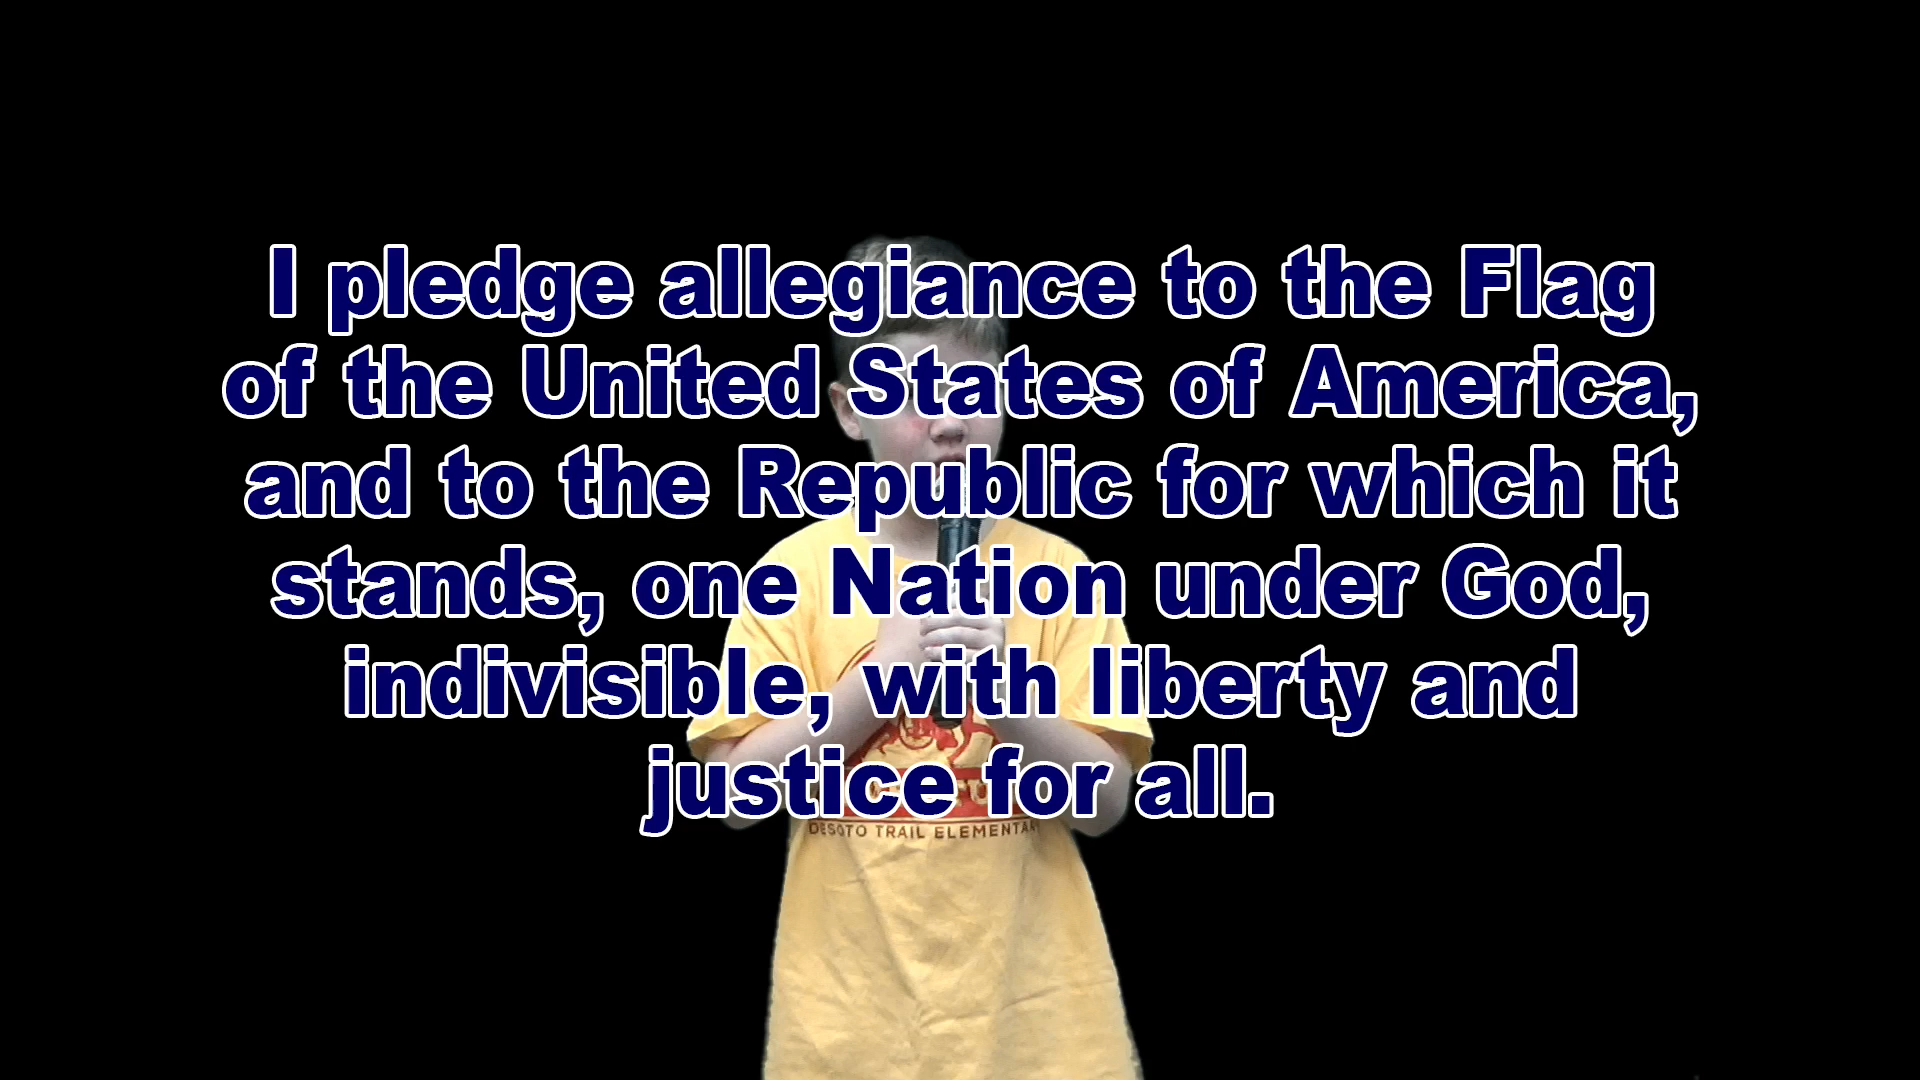 I pledge allegiance to the Flag
of the United States of America,
and to the Republic for which it
stands, one Nation under God,
indivisible, with liberty and
justice for all.
DESOTO TRAIL ELEMENTARY